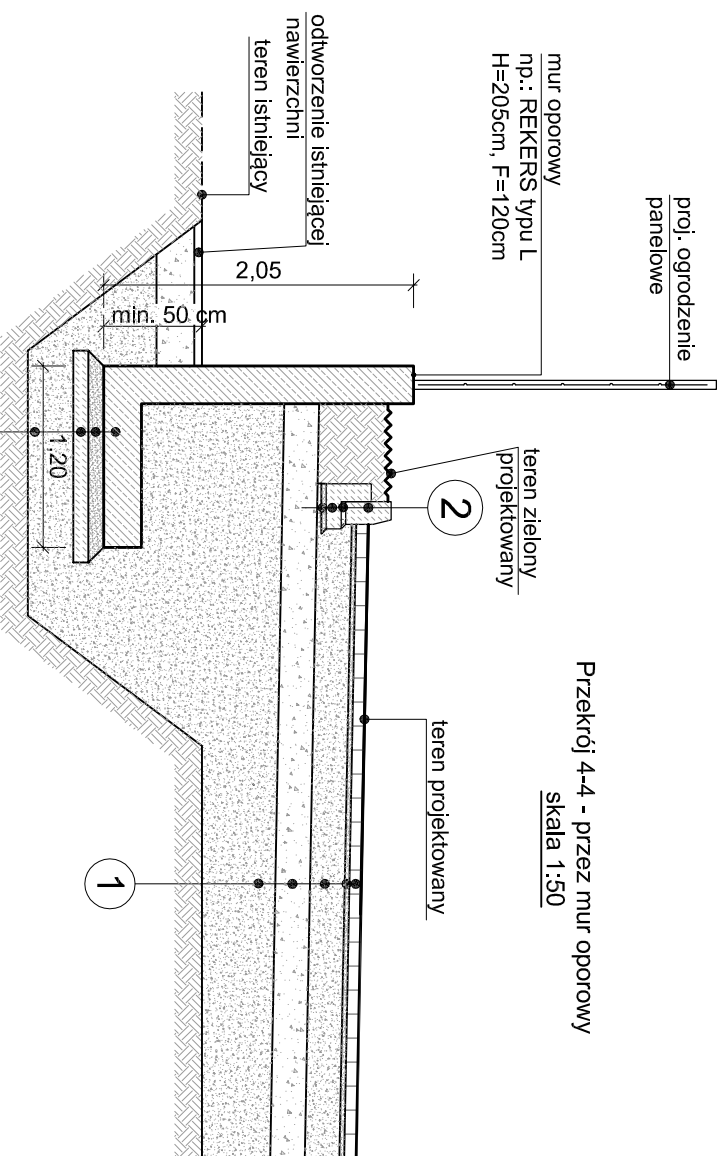 Przekrój 4-4 - przez mur oporowy
skala 1:50
proj. ogrodzenie
panelowe
mur oporowy
np.: REKERS typu L
H=205cm, F=120cm
odtworzenie istniejącej
nawierzchni
teren istniejący
2,05
min. 50 cm
1,20
teren zielony
projektowany
2
teren projektowany
1